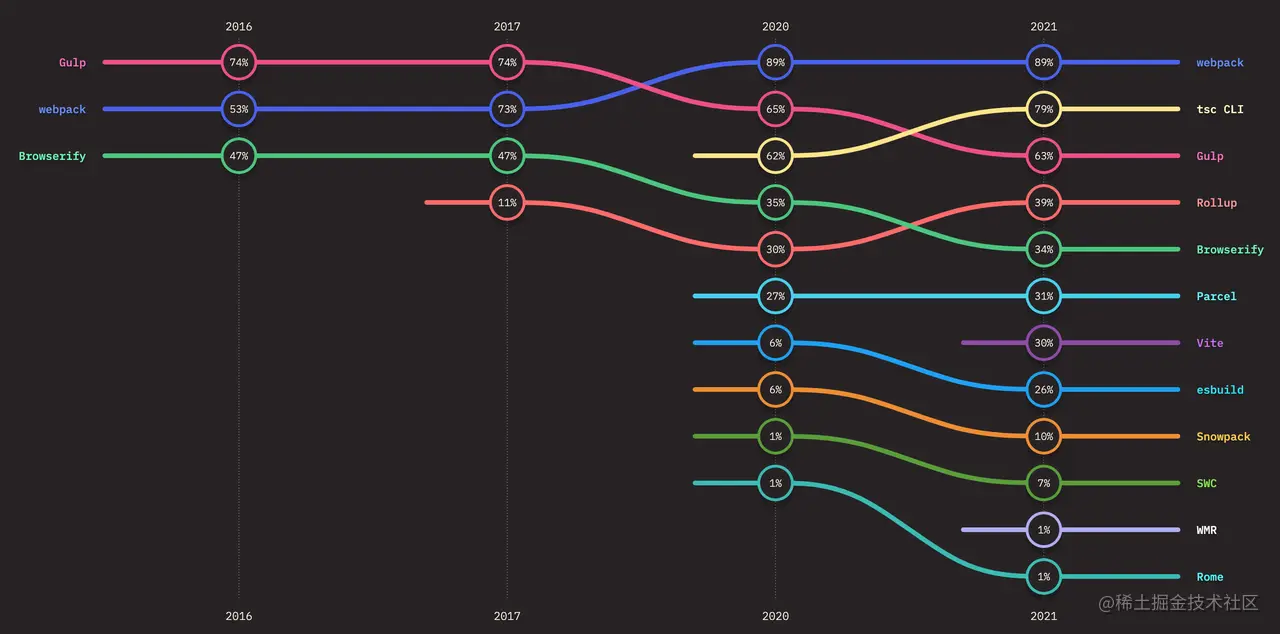 2016 2017 2020 2021
Gulp 74% 74% 89% 89% webpack
webpack 53% 73% 65% 79% tsc CLI
Browserify 47% 47% 62% 63% Gulp
11% 35% 39% Rollup
30% 34% Browserify
27% 31% Parcel
6% 30% Vite
6% 26% esbuild
1% 10% Snowpack
1% 7% SWC
1% WMR
1% Rome
@稀土掘金技术社区
2016 2017 2020 2021